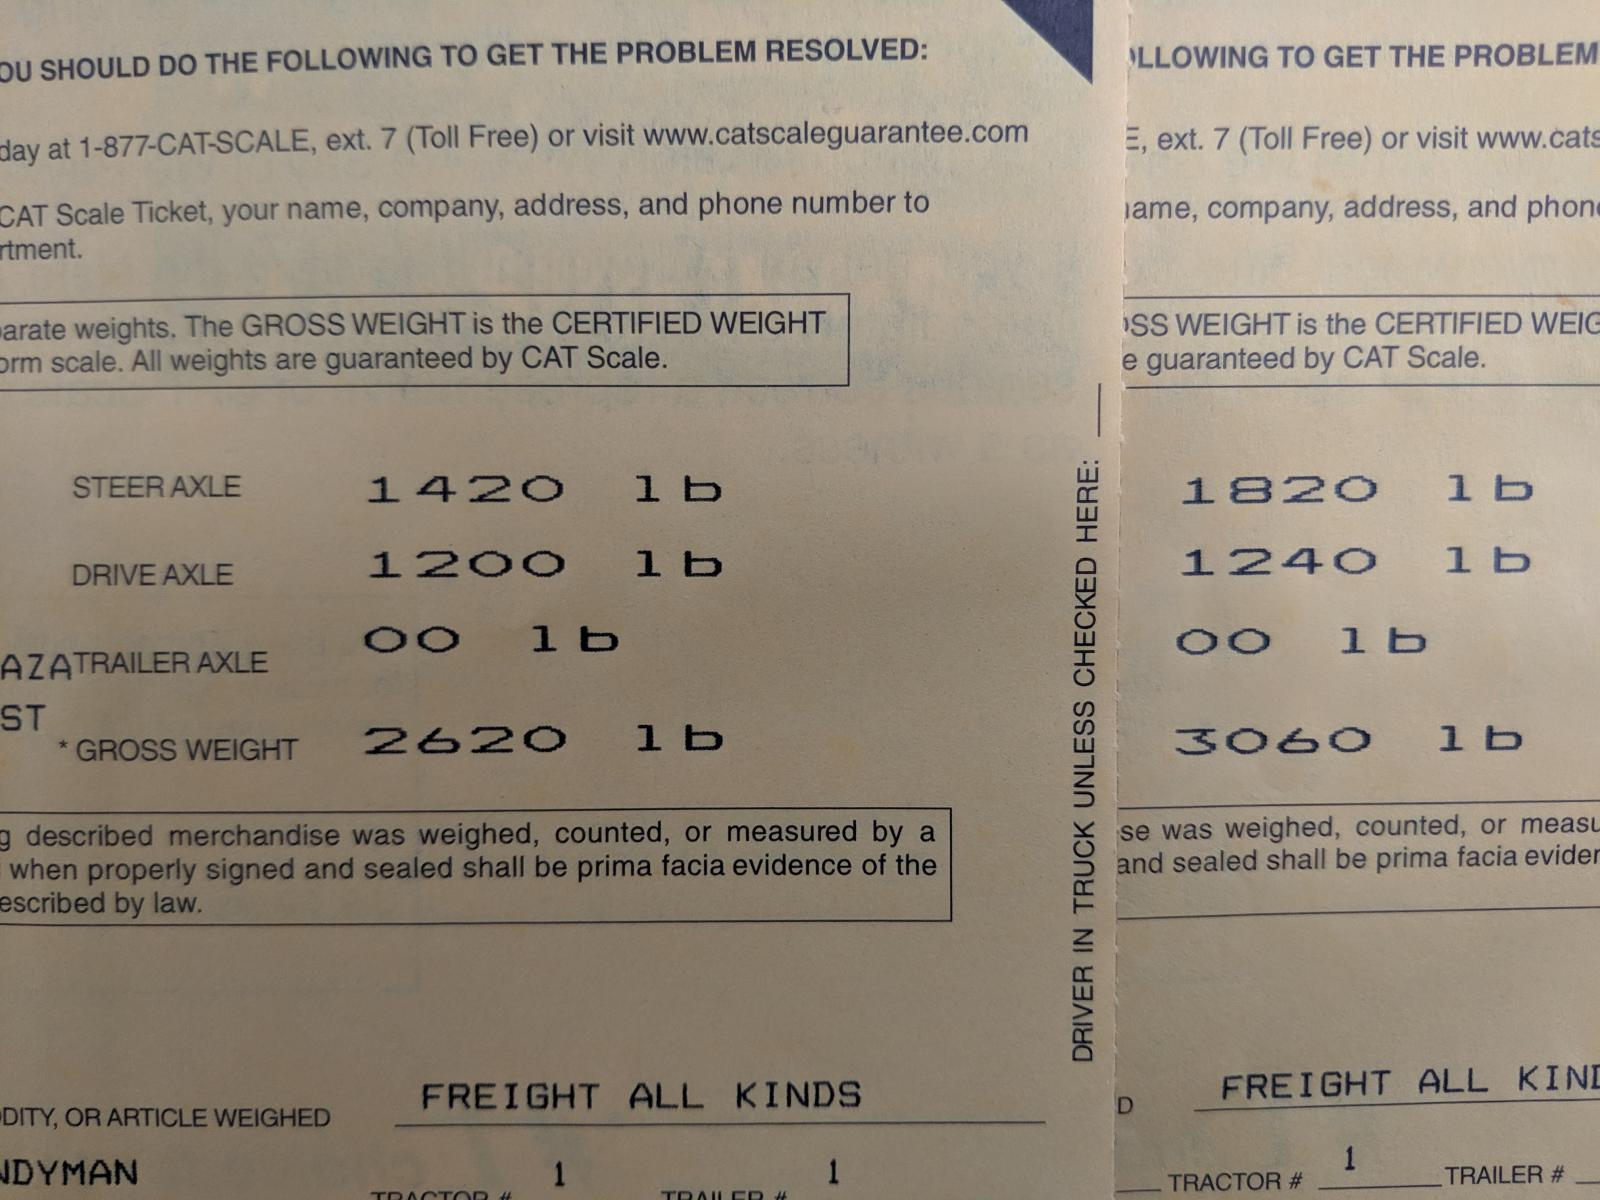 OU SHOULD DO THE FOLLOWING TO GET THE PROBLEM RESOLVED:
day at 1-877-CAT-SCALE, ext. 7 (Toll Free) or visit www.catscaleguarantee.com
CAT Scale Ticket, your name, company, address, and phone number to
rtment.
arate weights. The GROSS WEIGHT is the CERTIFIED WEIGHT
orm scale. All weights are guaranteed by CAT Scale.
STEER AXLE 1420 lb
DRIVE AXLE 1200 lb
AZA TRAILER AXLE 00 lb
ST
* GROSS WEIGHT 2620 lb
g described merchandise was weighed, counted, or measured by a
when properly signed and sealed shall be prima facia evidence of the
escribed by law.
FREIGHT ALL KINDS
DITY, OR ARTICLE WEIGHED
NDYMAN 1 1
TRACTOR # TRAILER #
DRIVER IN TRUCK UNLESS CHECKED HERE:
OLLOWING TO GET THE PROBLEM
E, ext. 7 (Toll Free) or visit www.cats
name, company, address, and phon
OSS WEIGHT is the CERTIFIED WEIG
e guaranteed by CAT Scale.
1820 lb
1240 lb
00 lb
3060 lb
se was weighed, counted, or measu
and sealed shall be prima facia eviden
FREIGHT ALL KIND
D
1
TRACTOR # TRAILER #